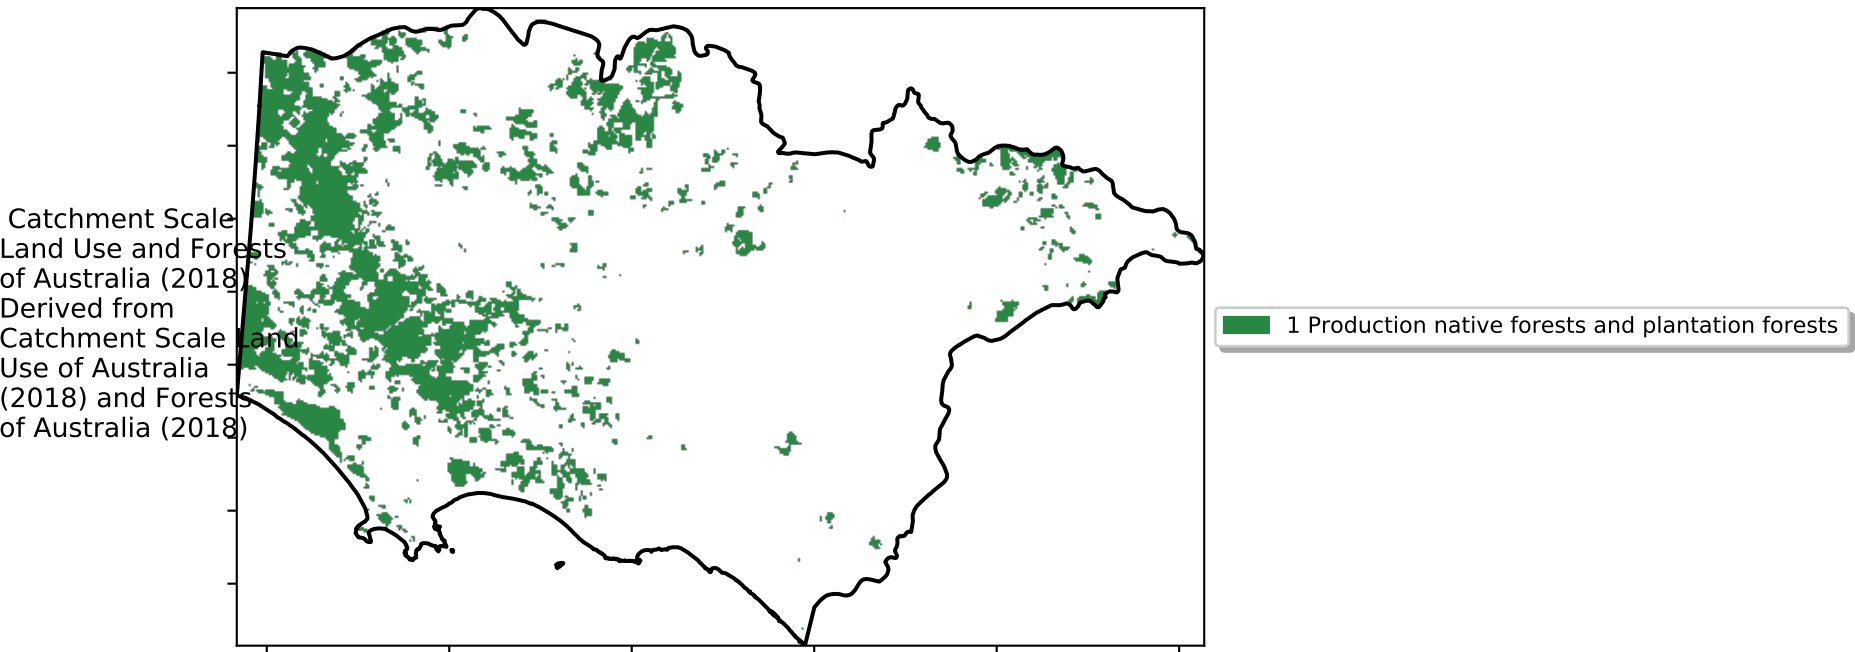 Catchment Scale
Land Use and Forests
of Australia (2018)
Derived from
Catchment Scale Land
Use of Australia
(2018) and Forests
of Australia (2018)
1 Production native forests and plantation forests